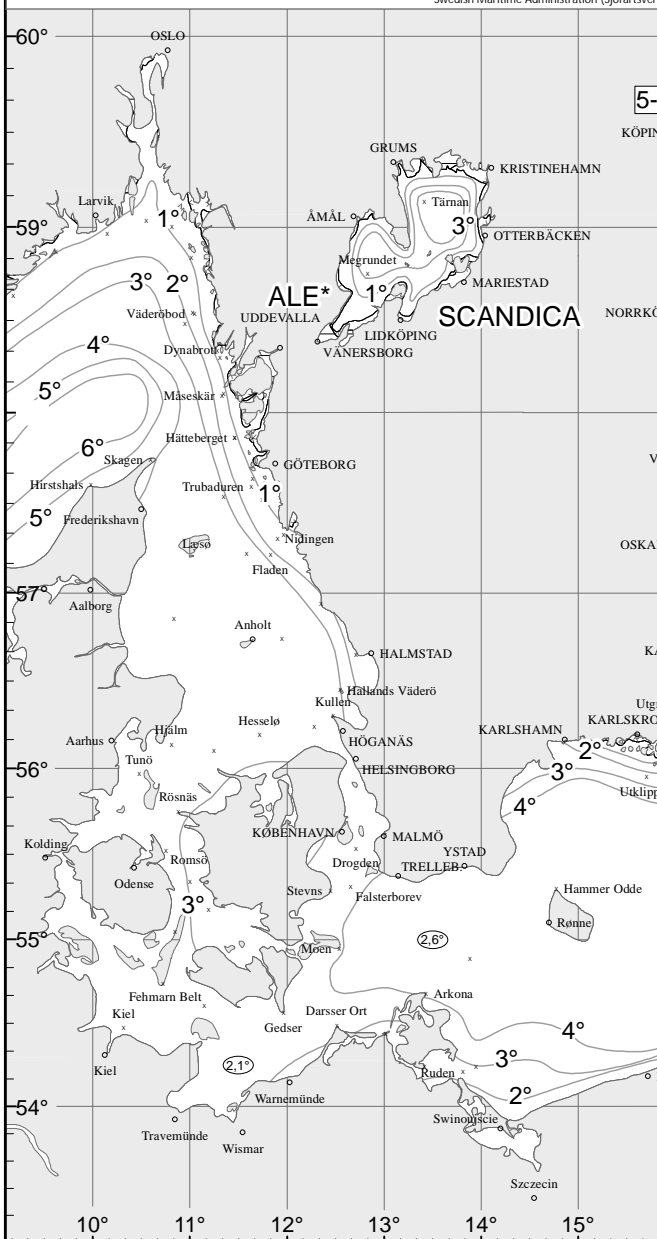 Swedish Maritime Administration (Sjöfartsver
60°
OSLO
5-
KÖPIN
GRUMS
KRISTINEHAMN
Larvik
Tärnan
59°
1°
ÅMÅL
3°
OTTERBÄCKEN
Megrundet
3° 2°
MARIESTAD
ALE*
1°
Väderöbod
UDDEVALLA
SCANDICA
NORRKÖ
LIDKÖPING
4°
Dynabrott
VÄNERSBORG
5°
Måseskär
6°
Hätteberget
Skagen
GÖTEBORG
Hirstshals
Trubaduren
1°
5°
Frederikshavn
Nidingen
Læsø
OSKA
Fladen
57°
Aalborg
Anholt
HALMSTAD
KA
Hallands Väderö
Kullen
Utg
Hjälm
Hesselø
KARLSHAMN
KARLSKRO
Aarhus
HÖGANÄS
2°
Tunö
56°
HELSINGBORG
3°
Utklipp
Rösnäs
4°
KØBENHAVN
MALMÖ
Kolding
YSTAD
Romsö
Drogden
TRELLEB.
Odense
Stevns
Falsterborev
Hammer Odde
3°
Rønne
55°
Moen
2,6°
Fehmarn Belt
Arkona
Kiel
Darsser Ort
Gedser
4°
Kiel
2,1°
3°
Ruden
Warnemünde
2°
54°
Swinoujscie
Travemünde
Wismar
Szczecin
10° 11° 12° 13° 14° 15°